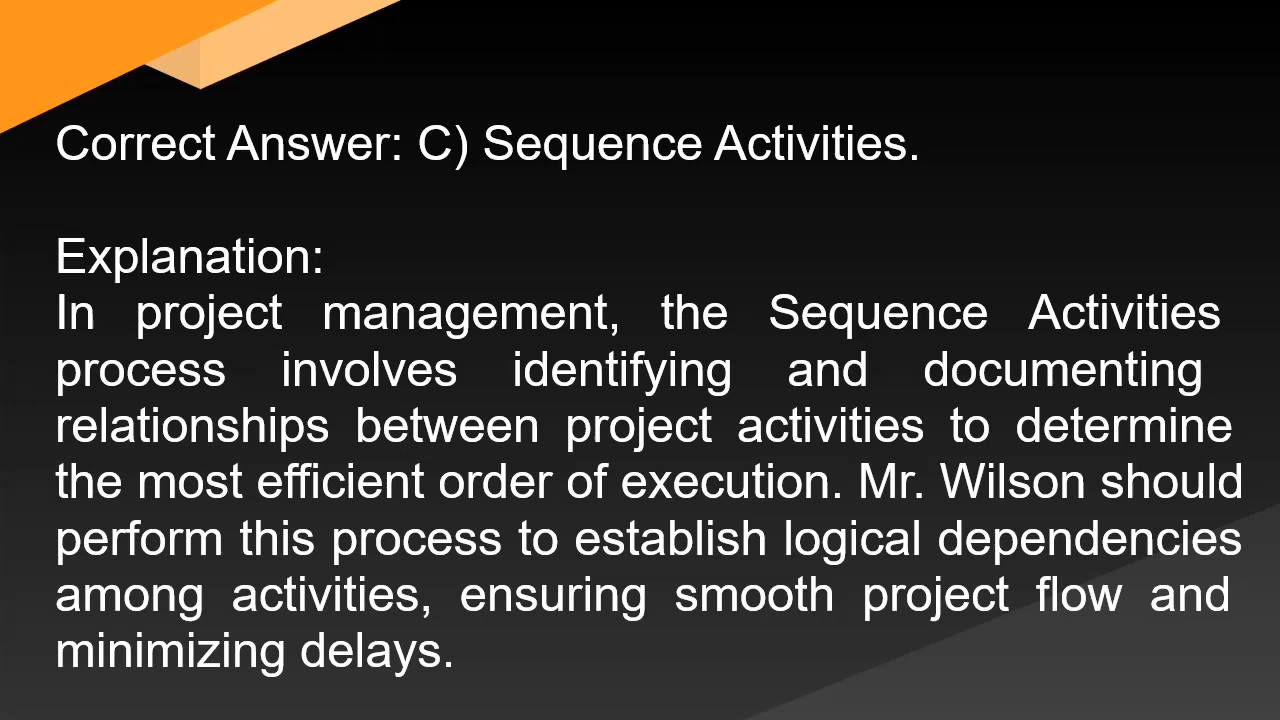 Correct Answer: C) Sequence Activities.
Explanation:
In project management, the Sequence Activities
process involves identifying and documenting
relationships between project activities to determine
the most efficient order of execution. Mr. Wilson should
perform this process to establish logical dependencies
among activities, ensuring smooth project flow and
minimizing delays.